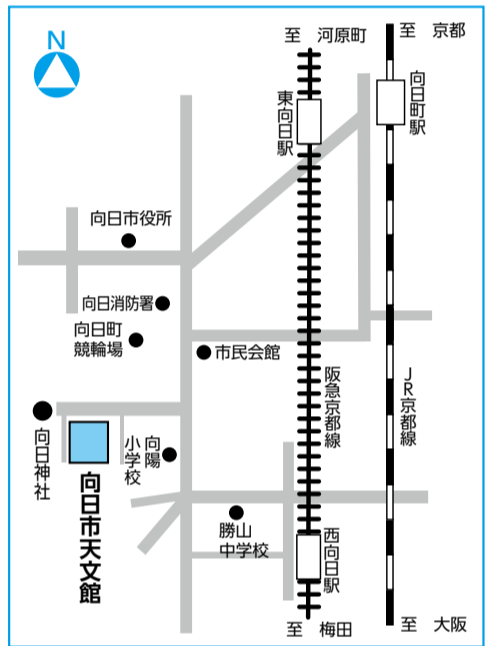 N
至 河原町
至 京都
東向日駅
向日町駅
向日市役所
向日消防署
向日町
競輪場
市民会館
阪急京都線
JR京都線
向日神社
向陽
小学校
向日市天文館
勝山
中学校
西向日駅
至 梅田
至 大阪